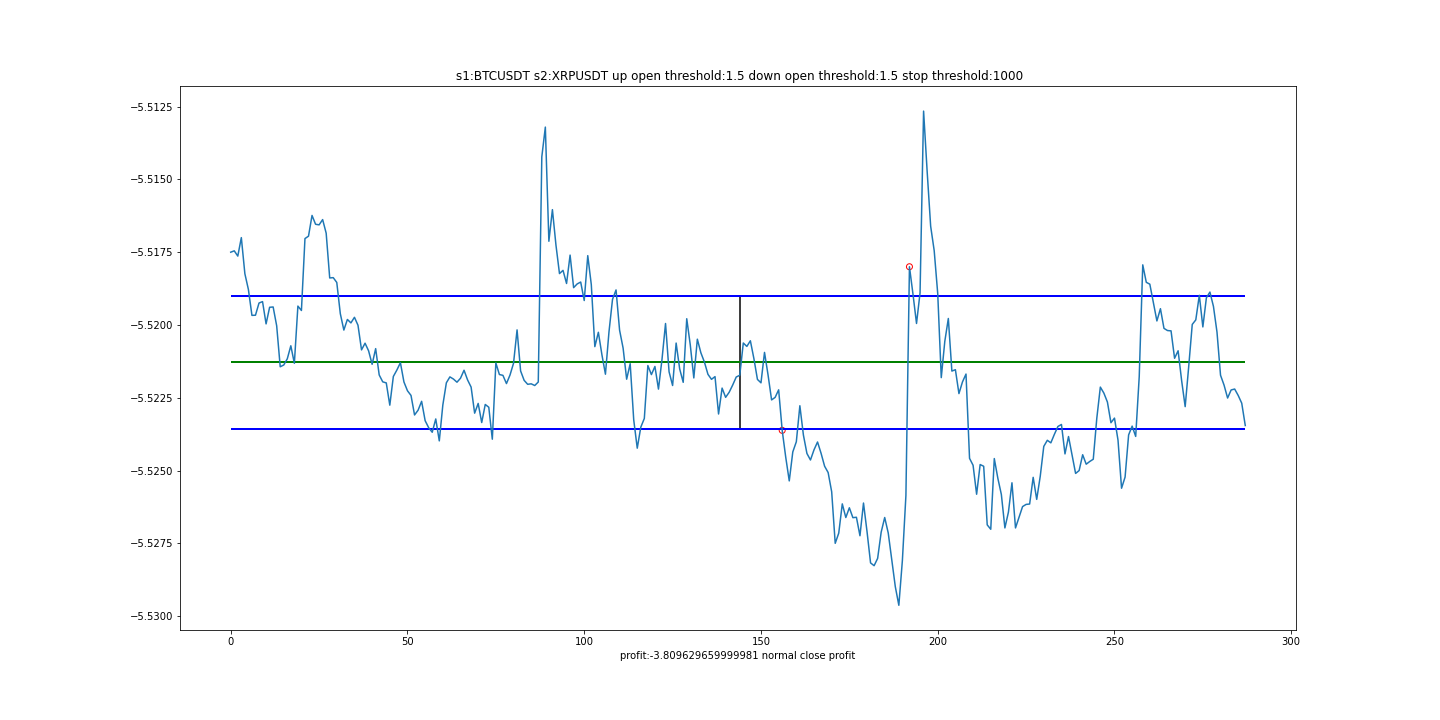 s1:BTCUSDT s2:XRPUSDT up open threshold:1.5 down open threshold:1.5 stop threshold:1000
−5.5125
−5.5150
−5.5175
−5.5200
−5.5225
−5.5250
−5.5275
−5.5300
0 50 100 150 200 250 300
profit:-3.809629659999981 normal close profit